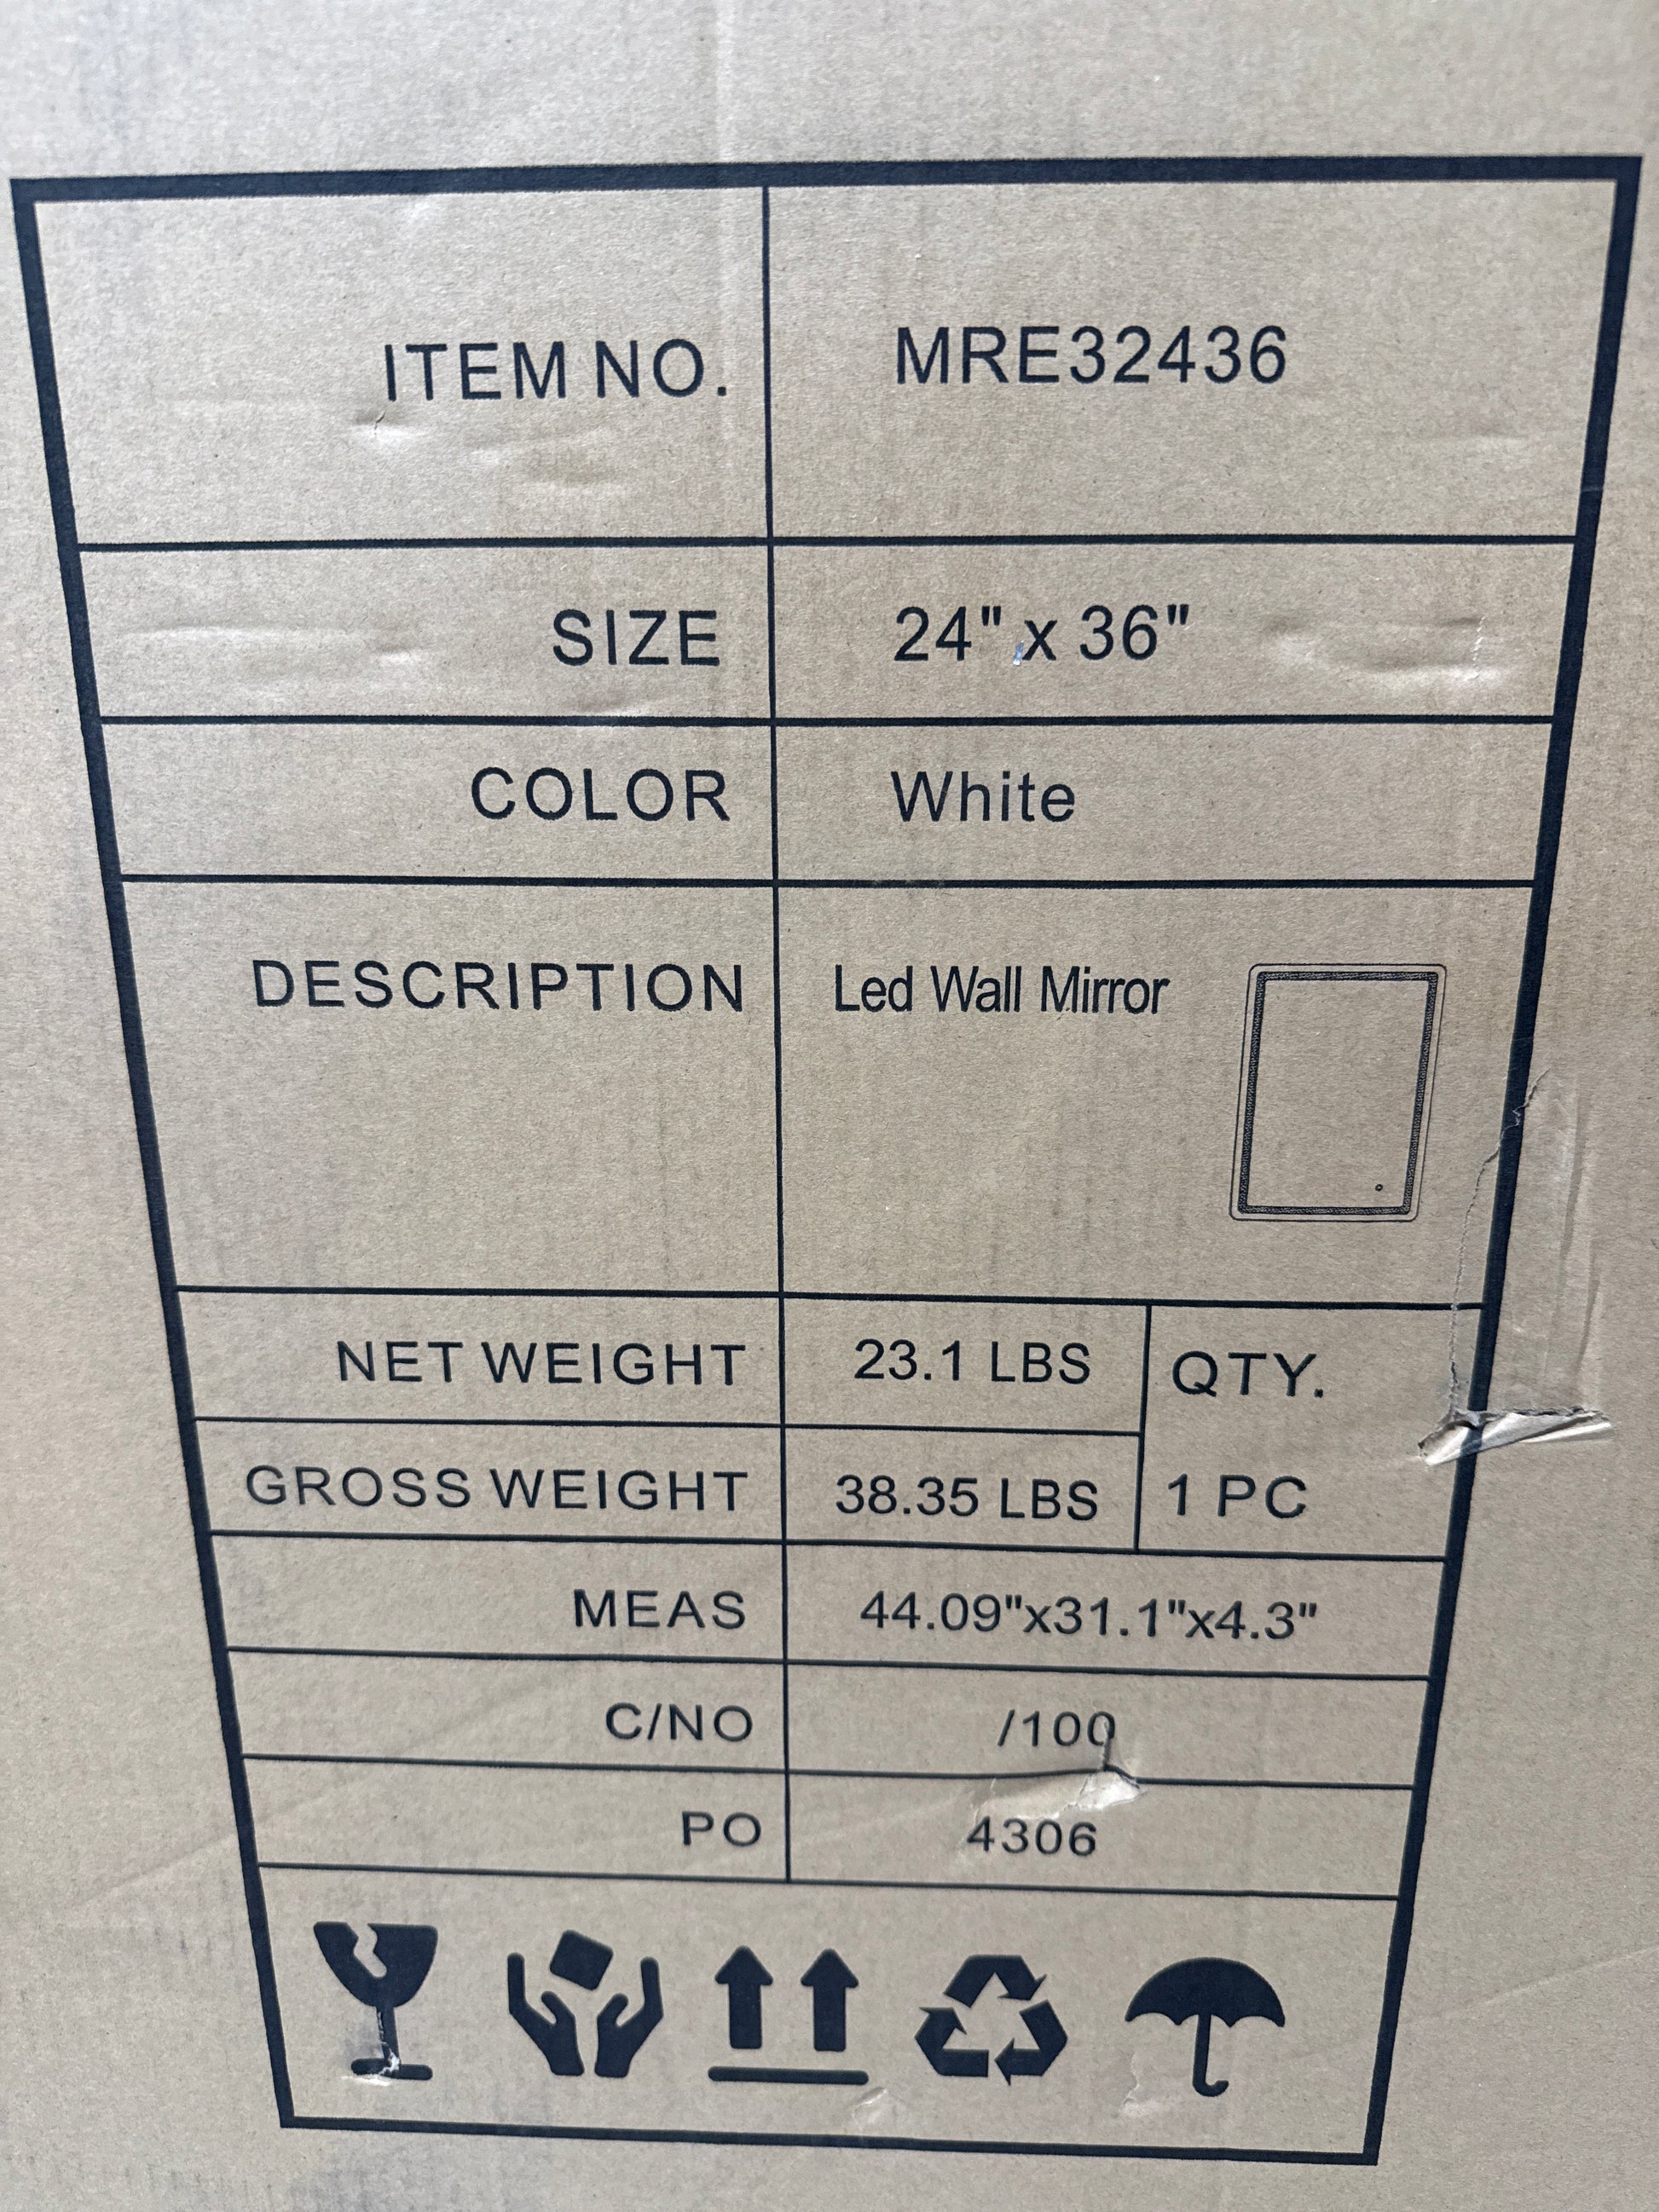 ITEM NO. MRE32436
SIZE 24" x 36"
COLOR White
DESCRIPTION Led Wall Mirror
NET WEIGHT 23.1 LBS QTY.
GROSS WEIGHT 38.35 LBS 1 PC
MEAS 44.09"x31.1"x4.3"
C/NO /100
PO 4306